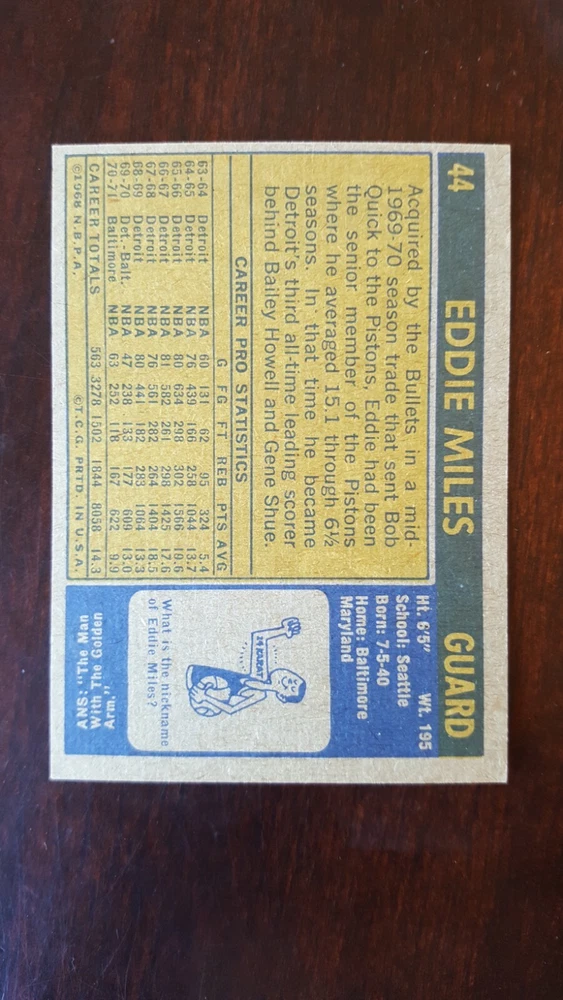 44 EDDIE MILES GUARD
Acquired by the Bullets in a mid-
1969-70 season trade that sent Bob
Quick to the Pistons, Eddie had been
the senior member of the Pistons
where he averaged 15.1 through 6½
seasons. In that time he became
Detroit's third all-time leading scorer
behind Bailey Howell and Gene Shue.
CAREER PRO STATISTICS
G FG FT REB PTS AVG
63-64 Detroit NBA 60 131 62 95 324 5.4
64-65 Detroit NBA 76 439 166 258 1044 13.7
65-66 Detroit NBA 80 634 298 302 1566 19.6
66-67 Detroit NBA 81 582 261 298 1425 17.6
67-68 Detroit NBA 76 561 282 264 1404 18.5
68-69 Detroit NBA 80 441 182 283 1064 13.3
69-70 Det.-Balt. NBA 47 238 133 177 609 13.0
70-71 Baltimore NBA 63 252 118 167 622 9.9
CAREER TOTALS 563 3278 1502 1844 8058 14.3
©1968 N.B.P.A. ©T.C.G. PRTD. IN U.S.A.
Ht. 6'5" Wt. 195
School: Seattle
Born: 7-5-40
Home: Baltimore
Maryland
24 KARAT
What is the nickname
of Eddie Miles?
ANS: "The Man
With The Golden
Arm."